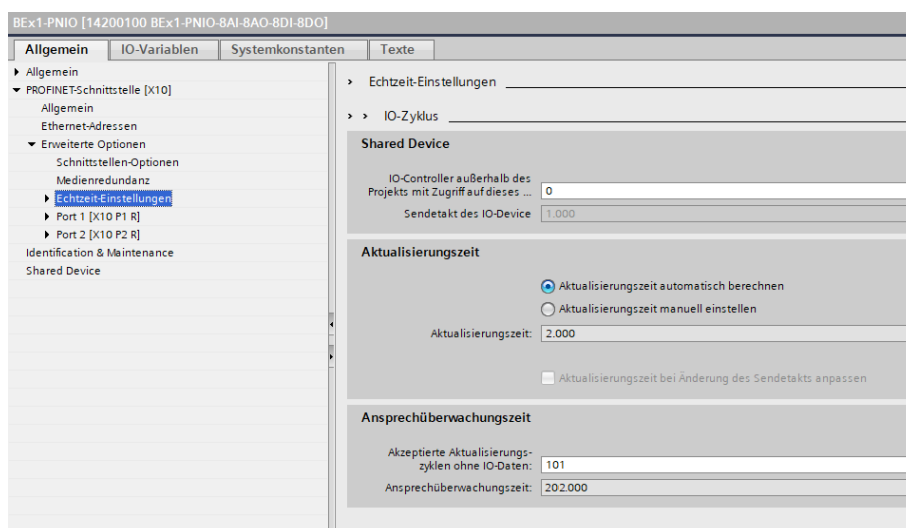 BEx1-PNIO [14200100 BEx1-PNIO-8AI-8AO-8DI-8DO]
Allgemein IO-Variablen Systemkonstanten Texte
Allgemein
PROFINET-Schnittstelle [X10]
Allgemein
Ethernet-Adressen
Erweiterte Optionen
Schnittstellen-Optionen
Medienredundanz
Echtzeit-Einstellungen
Port 1 [X10 P1 R]
Port 2 [X10 P2 R]
Identification & Maintenance
Shared Device
Echtzeit-Einstellungen
IO-Zyklus
Shared Device
IO-Controller außerhalb des
Projekts mit Zugriff auf dieses ... 0
Sendetakt des IO-Device 1.000
Aktualisierungszeit
Aktualisierungszeit automatisch berechnen
Aktualisierungszeit manuell einstellen
Aktualisierungszeit: 2.000
Aktualisierungszeit bei Änderung des Sendetakts anpassen
Ansprechüberwachungszeit
Akzeptierte Aktualisierungs-
zyklen ohne IO-Daten: 101
Ansprechüberwachungszeit: 202.000